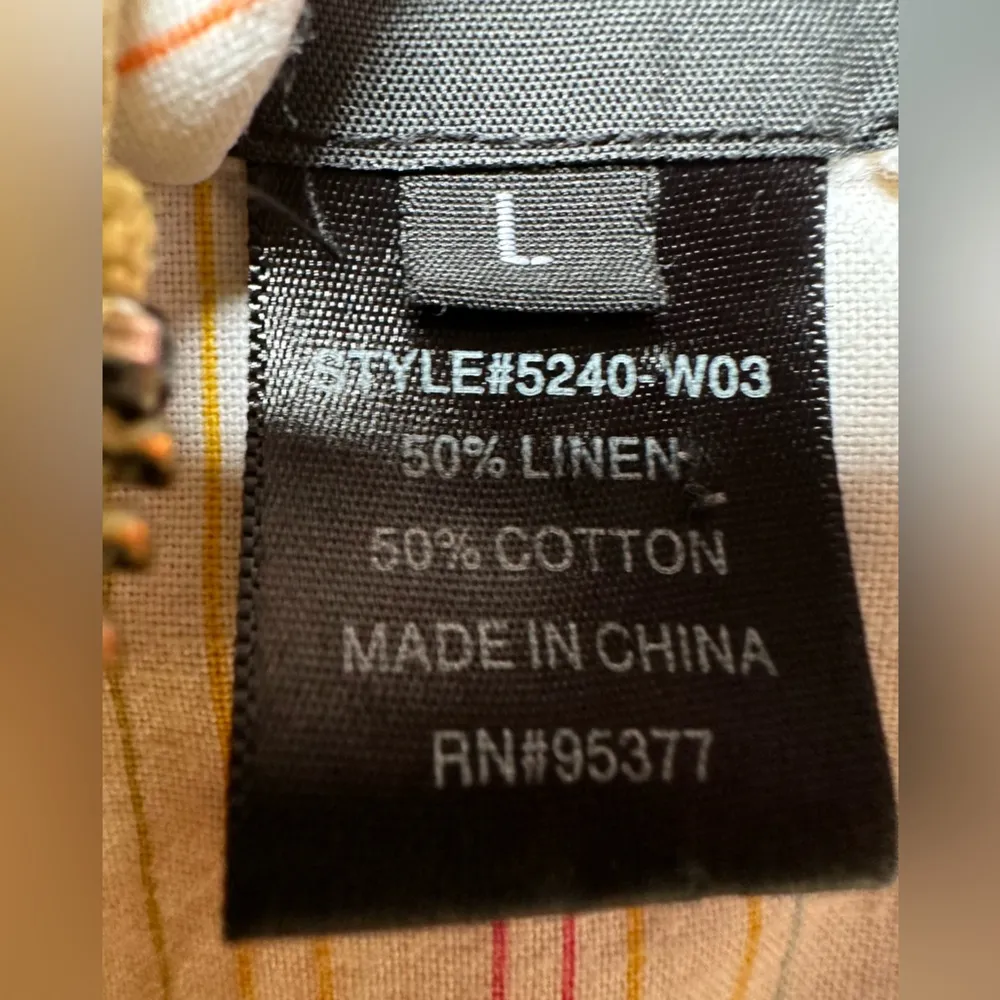 L
STYLE#5240-W03
50% LINEN
50% COTTON
MADE IN CHINA
RN#95377